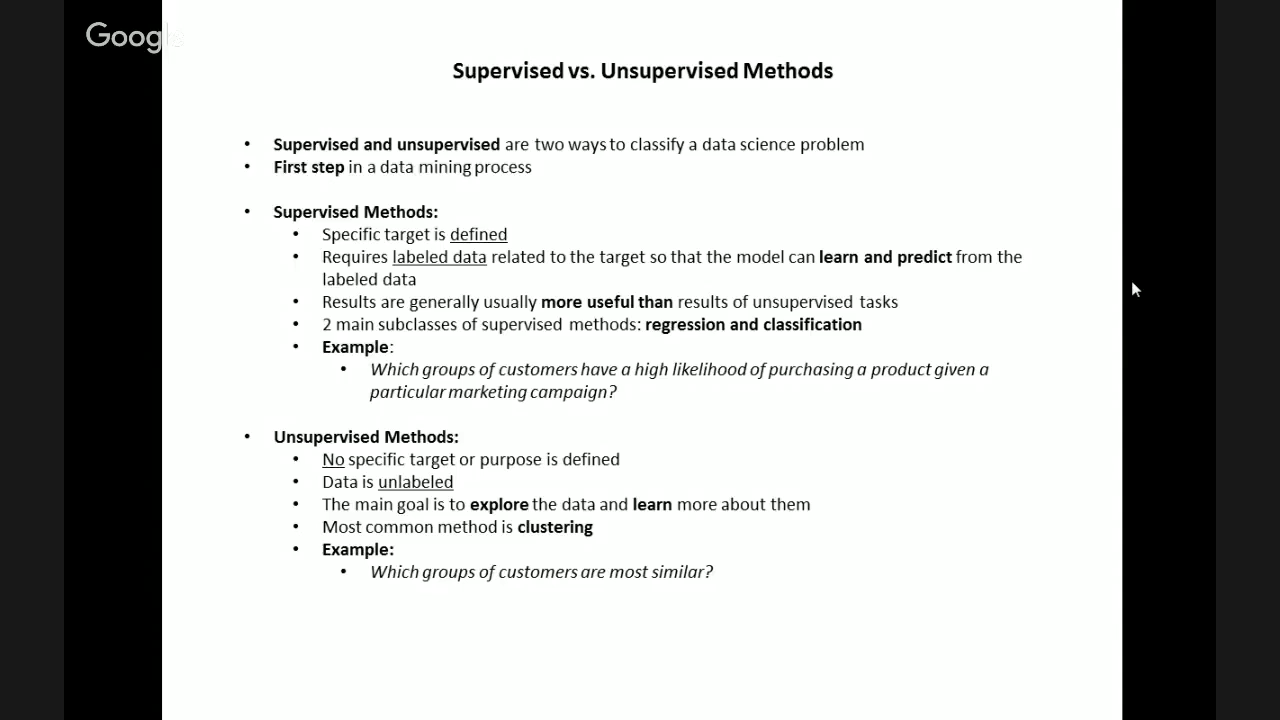 Google
Supervised vs. Unsupervised Methods
• Supervised and unsupervised are two ways to classify a data science problem
• First step in a data mining process
• Supervised Methods:
• Specific target is defined
• Requires labeled data related to the target so that the model can learn and predict from the
labeled data
• Results are generally usually more useful than results of unsupervised tasks
• 2 main subclasses of supervised methods: regression and classification
• Example:
• Which groups of customers have a high likelihood of purchasing a product given a
particular marketing campaign?
• Unsupervised Methods:
• No specific target or purpose is defined
• Data is unlabeled
• The main goal is to explore the data and learn more about them
• Most common method is clustering
• Example:
• Which groups of customers are most similar?